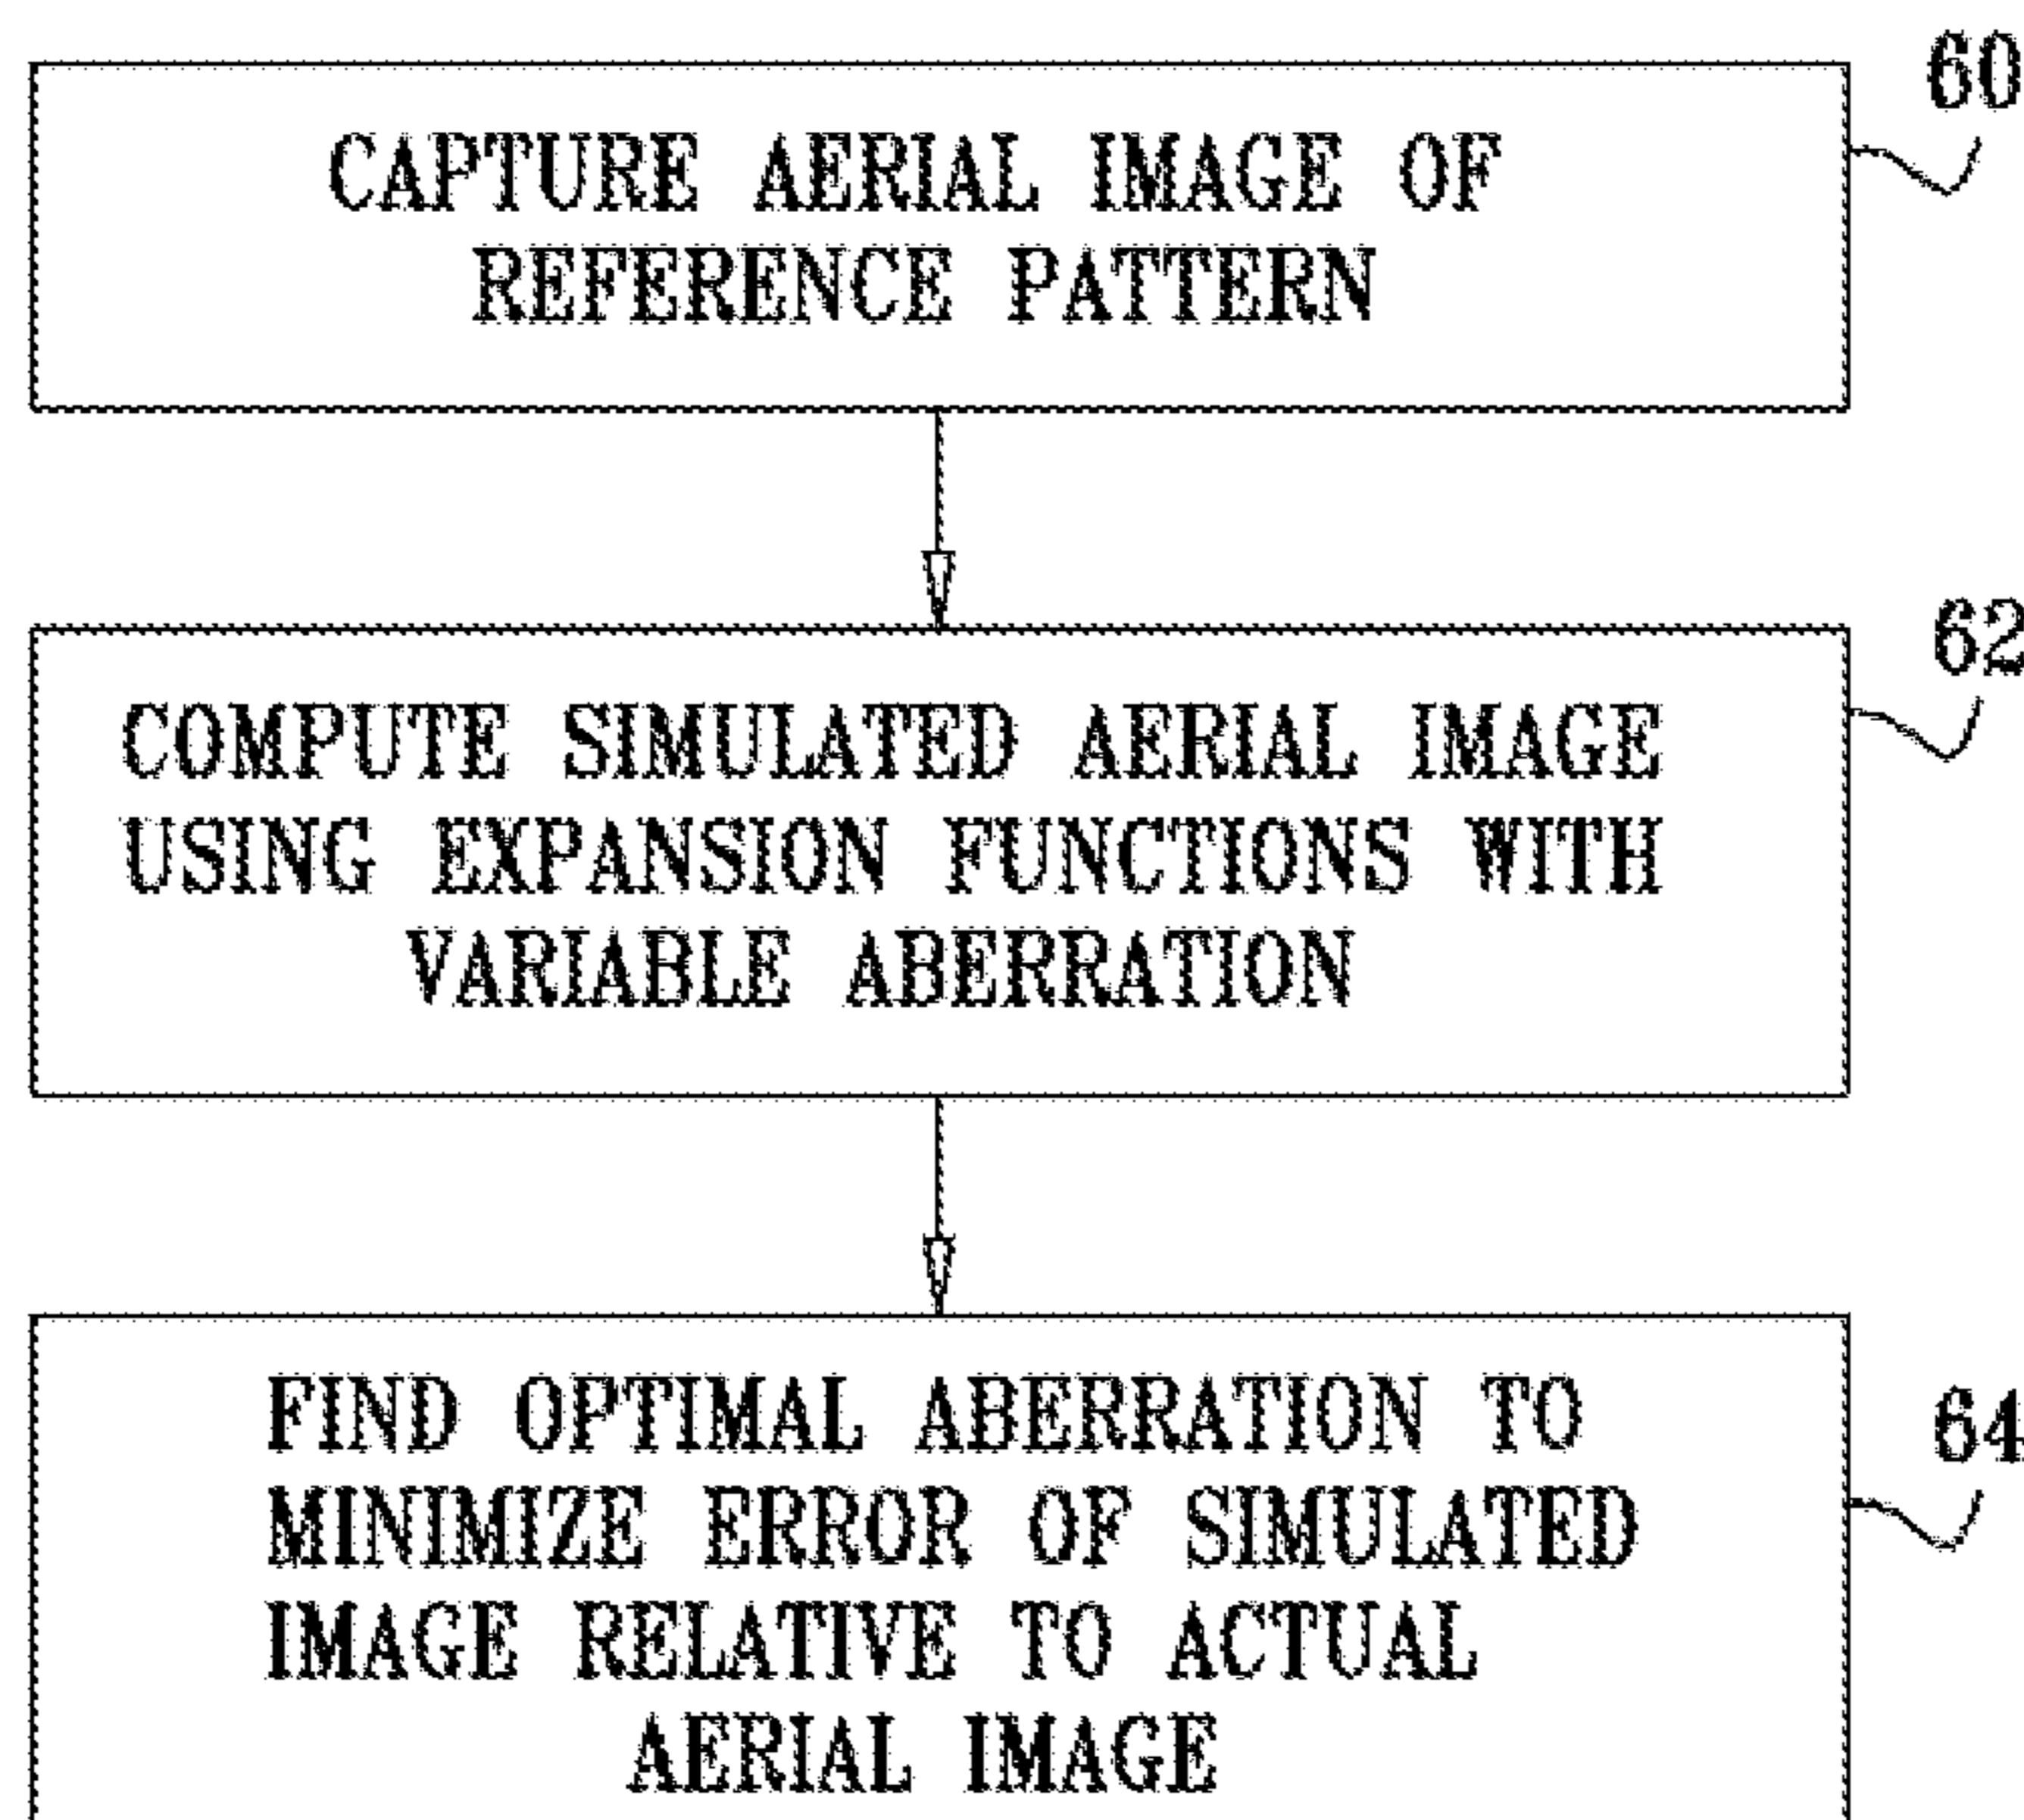 60
CAPTURE AERIAL IMAGE OF
REFERENCE PATTERN
62
COMPUTE SIMULATED AERIAL IMAGE
USING EXPANSION FUNCTIONS WITH
VARIABLE ABERRATION
64
FIND OPTIMAL ABERRATION TO
MINIMIZE ERROR OF SIMULATED
IMAGE RELATIVE TO ACTUAL
AERIAL IMAGE